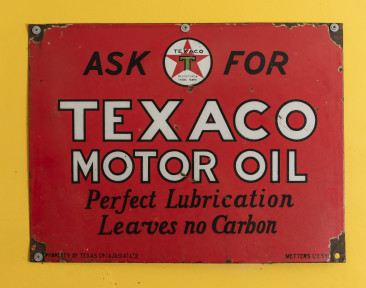 ASK FOR
TEXACO
T
TEXACO
MOTOR OIL
Perfect Lubrication
Leaves no Carbon